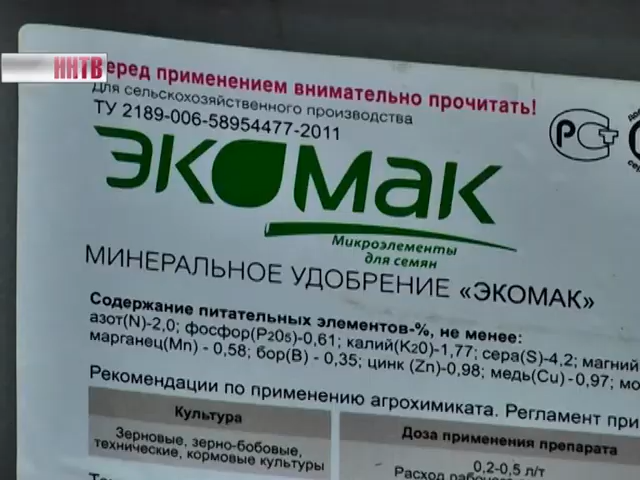 ННТВ
еред применением внимательно прочитать!
Для сельскохозяйственного производства
ТУ 2189-006-58954477-2011
РСТ
ЭКОМАК
Микроэлементы
для семян
МИНЕРАЛЬНОЕ УДОБРЕНИЕ «ЭКОМАК»
Содержание питательных элементов-%, не менее:
азот(N)-2,0; фосфор(P2O5)-0,61; калий(K2O)-1,77; сера(S)-4,2; магний
марганец(Mn) - 0,58; бор(B) - 0,35; цинк (Zn)-0,98; медь(Cu) -0,97; мо
Рекомендации по применению агрохимиката. Регламент при
Культура
Доза применения препарата
Зерновые, зерно-бобовые,
технические, кормовые культуры
0,2-0,5 л/т
Расход рабочего